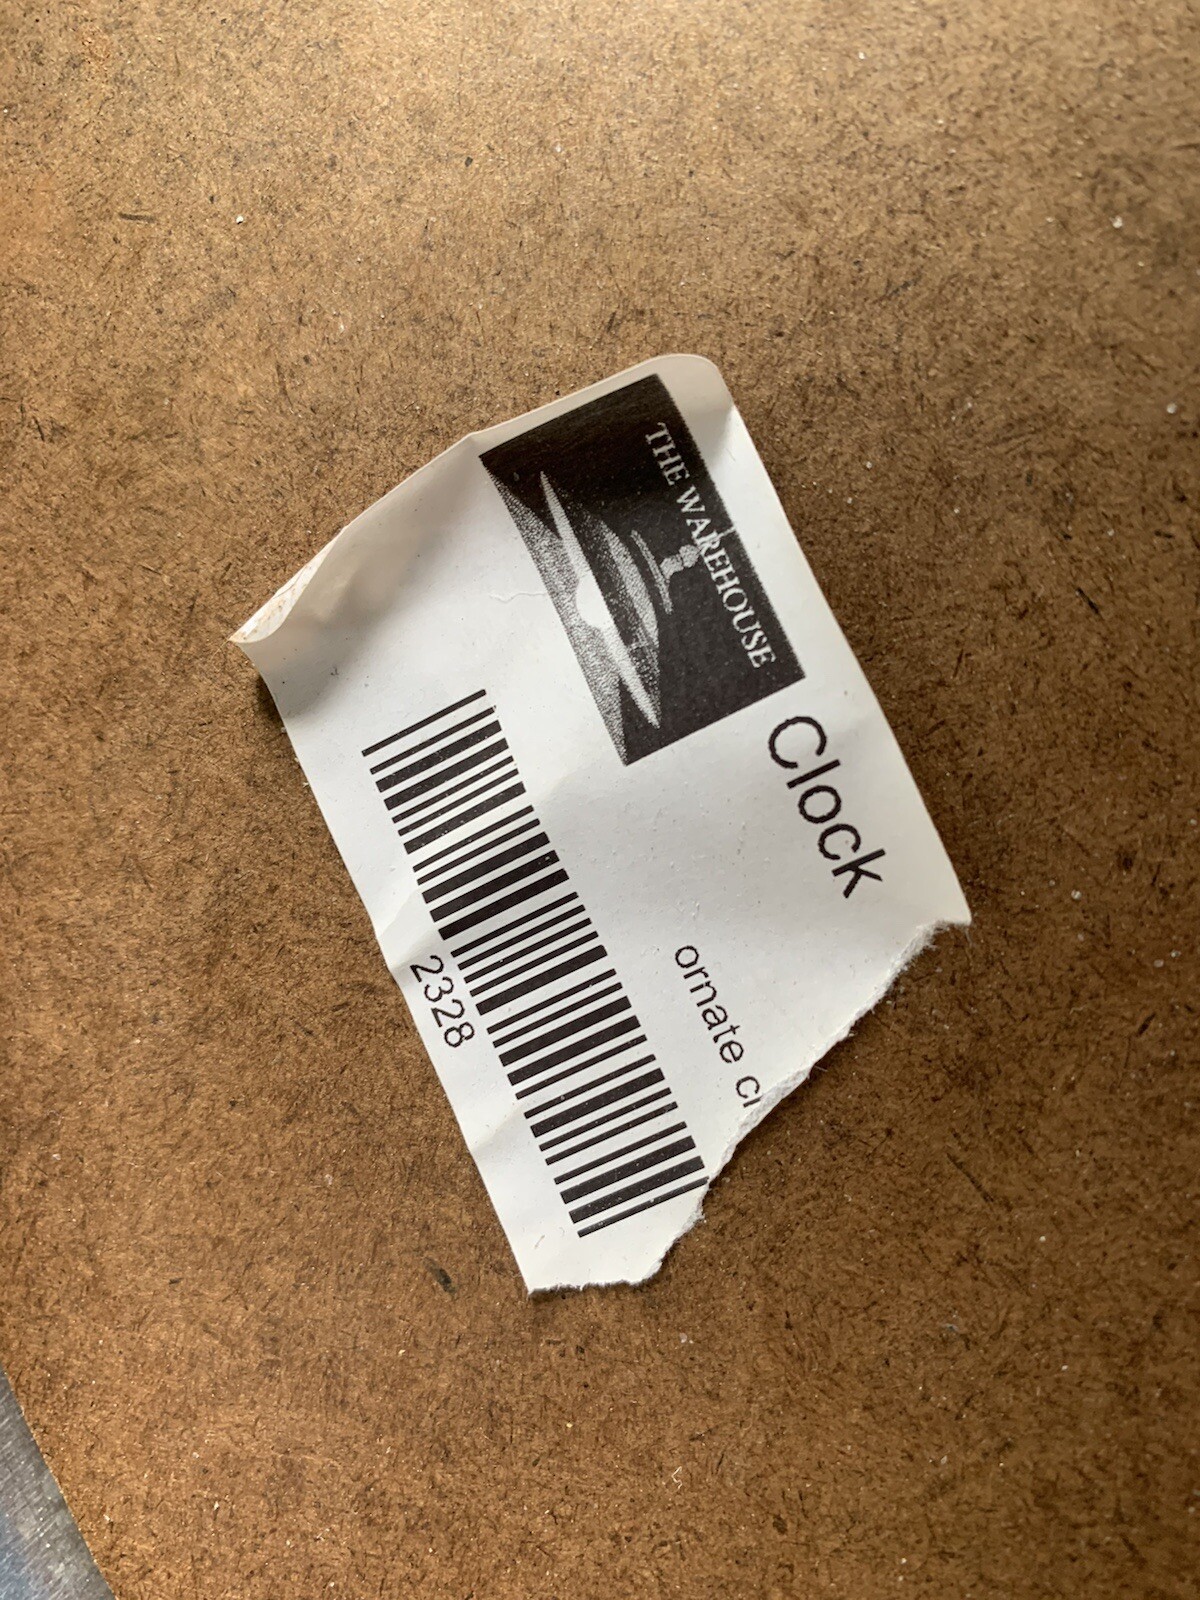 THE WAREHOUSE
Clock
ornate
2328